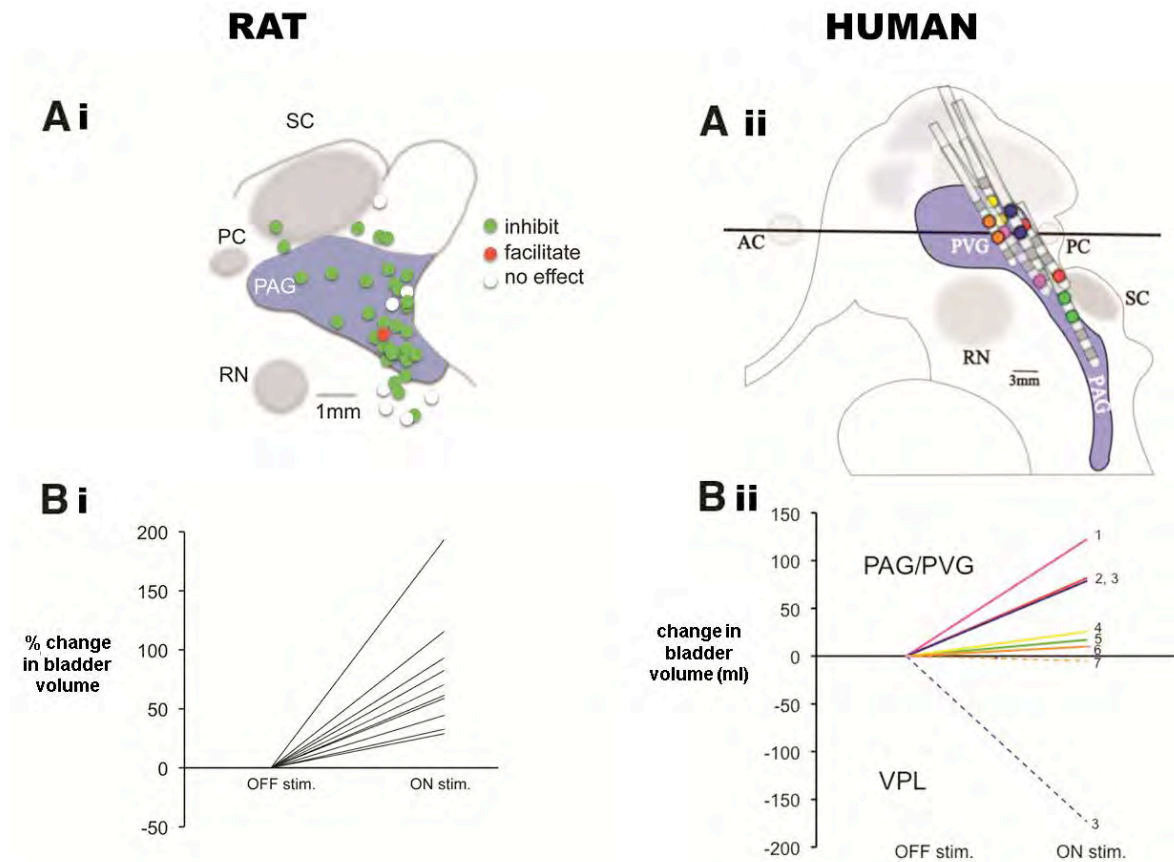 RAT
HUMAN
A i
SC
PC
PAG
RN
1mm
inhibit
facilitate
no effect
A ii
AC
PVG
PC
SC
RN
3mm
PAG
B i
200
150
100
50
0
-50
% change
in bladder
volume
OFF stim.
ON stim.
B ii
150
100
50
0
-50
-100
-150
-200
change in
bladder
volume (ml)
PAG/PVG
VPL
1
2, 3
4
5
6
7
3
OFF stim.
ON stim.